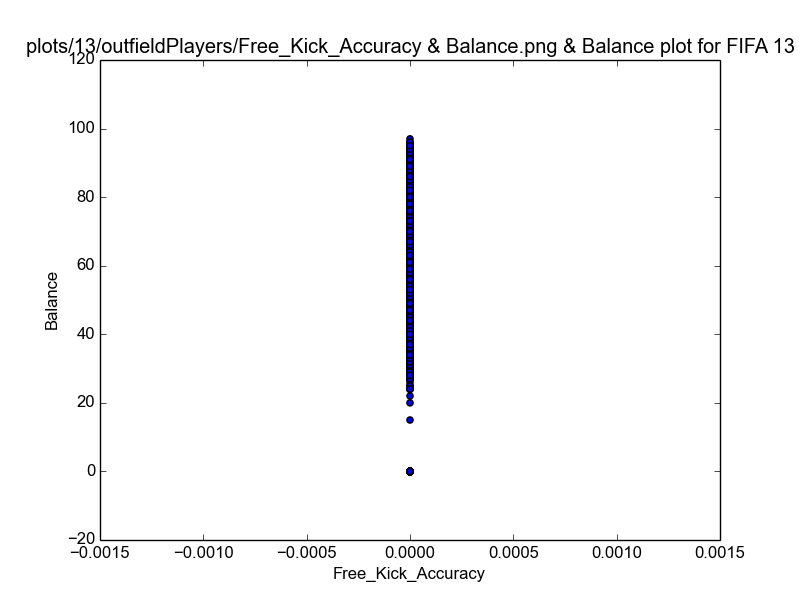 plots/13/outfieldPlayers/Free_Kick_Accuracy & Balance.png & Balance plot for FIFA 13
120
100
80
60
40
20
0
−20
Balance
−0.0015 −0.0010 −0.0005 0.0000 0.0005 0.0010 0.0015
Free_Kick_Accuracy